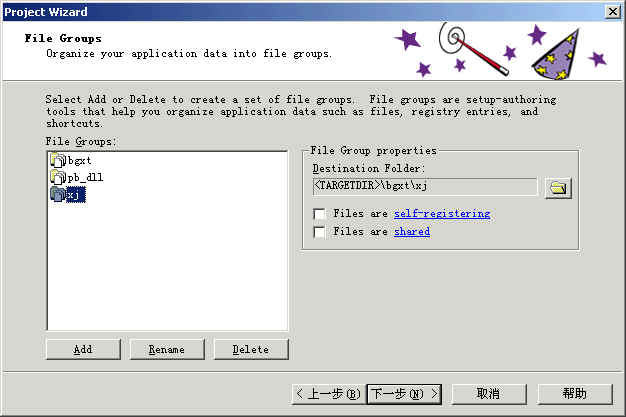 Project Wizard
File Groups
Organize your application data into file groups.
Select Add or Delete to create a set of file groups.  File groups are setup-authoring
tools that help you organize application data such as files, registry entries, and
shortcuts.
File Groups:
bgxt
pb_dll
xj
Add
Rename
Delete
File Group properties
Destination Folder:
<TARGETDIR>\bgxt\xj
Files are self-registering
Files are shared
< 上一步(B)
下一步(N) >
取消
帮助